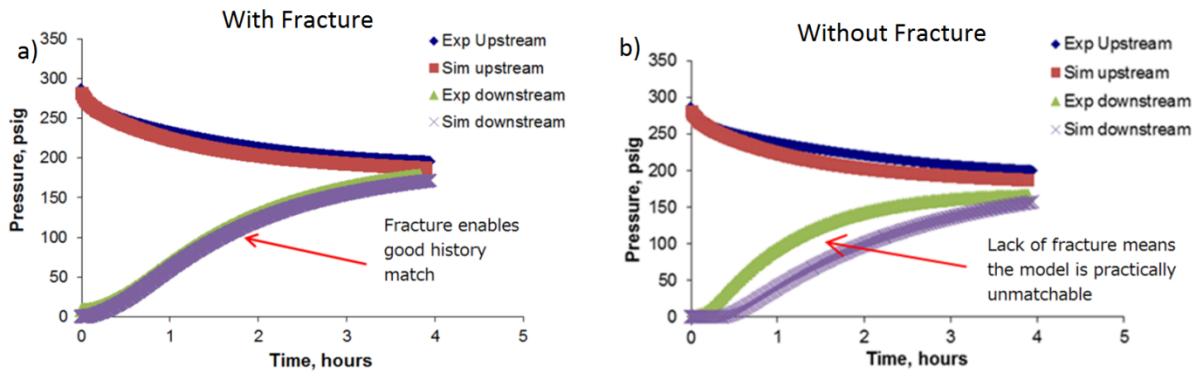 With Fracture
a)
350
300
250
200
150
100
50
0
Pressure, psig
0 1 2 3 4 5
Time, hours
Exp Upstream
Sim upstream
Exp downstream
Sim downstream
Fracture enables
good history
match
Without Fracture
b)
350
300
250
200
150
100
50
0
Pressure, psig
0 1 2 3 4 5
Time, hours
Exp Upstream
Sim upstream
Exp downstream
Sim downstream
Lack of fracture means
the model is practically
unmatchable